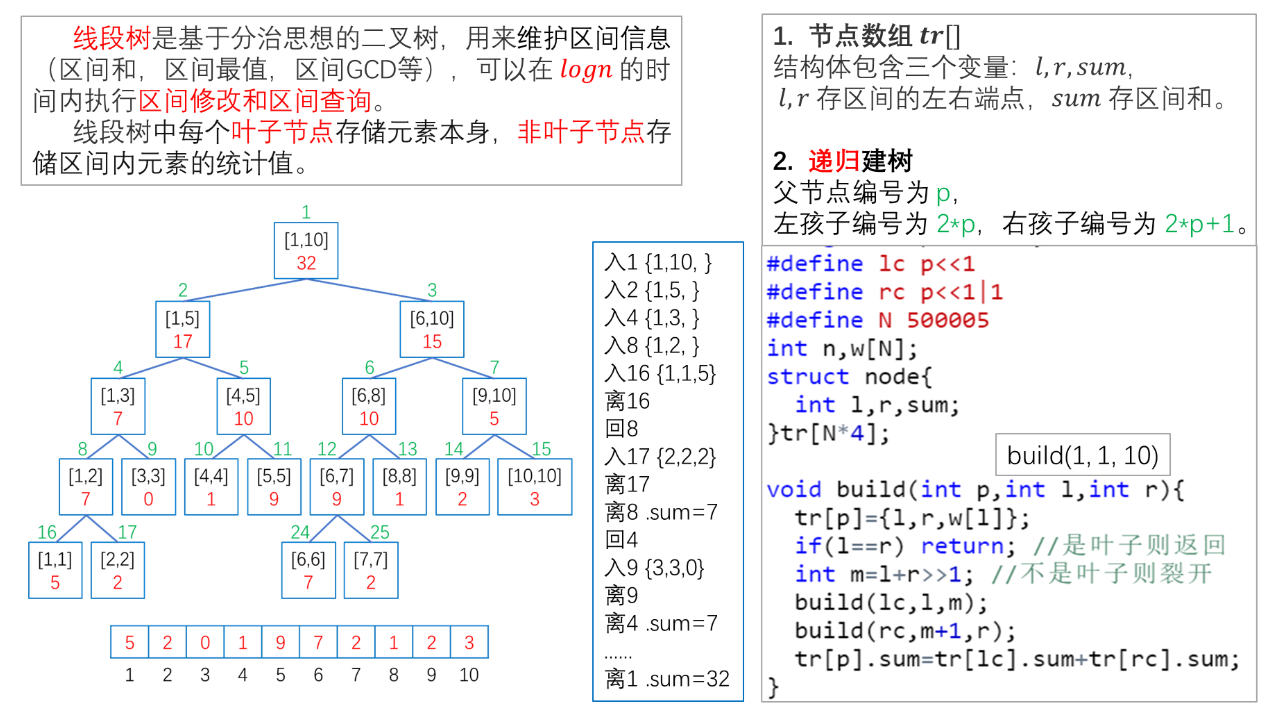 线段树是基于分治思想的二叉树，用来维护区间信息
（区间和，区间最值，区间GCD等），可以在 logn 的时
间内执行区间修改和区间查询。
线段树中每个叶子节点存储元素本身，非叶子节点存
储区间内元素的统计值。
1
[1,10]
32
2 3
[1,5] [6,10]
17 15
4 5 6 7
[1,3] [4,5] [6,8] [9,10]
7 10 10 5
8 9 10 11 12 13 14 15
[1,2] [3,3] [4,4] [5,5] [6,7] [8,8] [9,9] [10,10]
7 0 1 9 9 1 2 3
16 17 24 25
[1,1] [2,2] [6,6] [7,7]
5 2 7 2
5 2 0 1 9 7 2 1 2 3
1 2 3 4 5 6 7 8 9 10
入1 {1,10, }
入2 {1,5, }
入4 {1,3, }
入8 {1,2, }
入16 {1,1,5}
离16
回8
入17 {2,2,2}
离17
离8 .sum=7
回4
入9 {3,3,0}
离9
离4 .sum=7
......
离1 .sum=32
1. 节点数组 tr[]
结构体包含三个变量：l,r,sum，
l,r 存区间的左右端点，sum 存区间和。
2. 递归建树
父节点编号为 p，
左孩子编号为 2*p，右孩子编号为 2*p+1。
#define lc p<<1
#define rc p<<1|1
#define N 500005
int n,w[N];
struct node{
int l,r,sum;
}tr[N*4];
build(1, 1, 10)
void build(int p,int l,int r){
tr[p]={l,r,w[l]};
if(l==r) return; //是叶子则返回
int m=l+r>>1; //不是叶子则裂开
build(lc,l,m);
build(rc,m+1,r);
tr[p].sum=tr[lc].sum+tr[rc].sum;
}